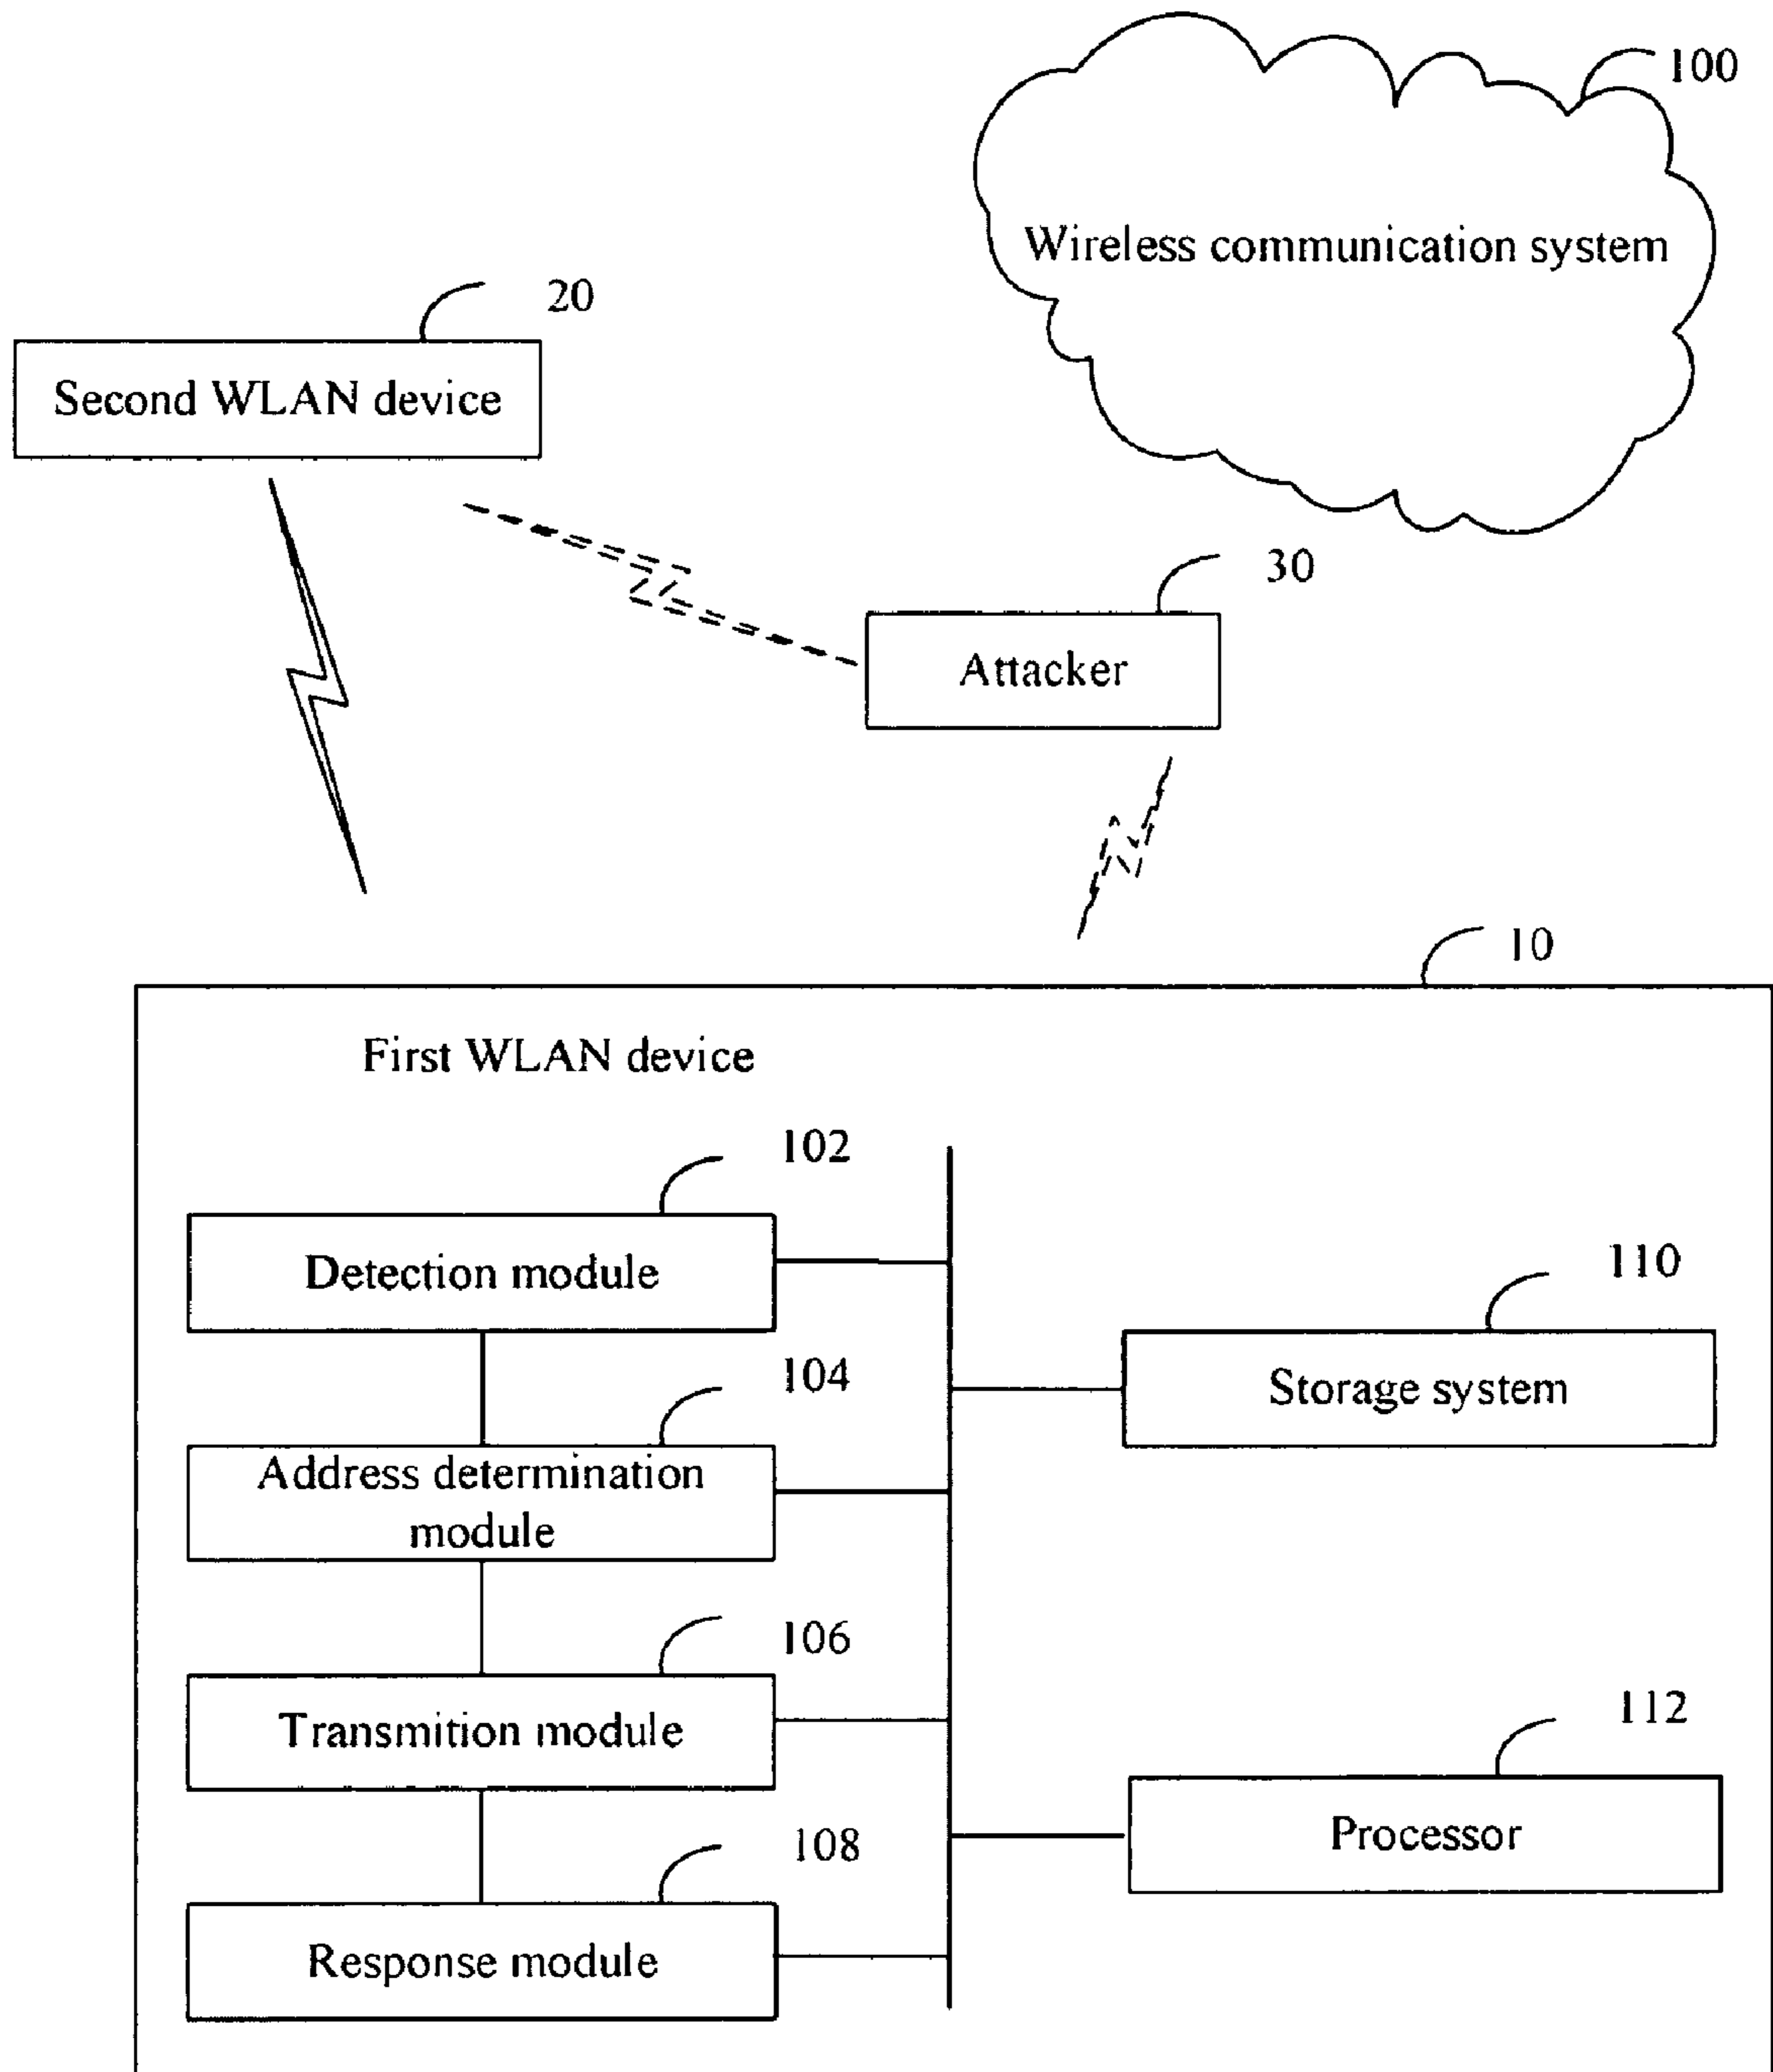 100
Wireless communication system
20
Second WLAN device
30
Attacker
10
First WLAN device
102
Detection module
110
Storage system
104
Address determination
module
106
Transmition module
112
Processor
108
Response module